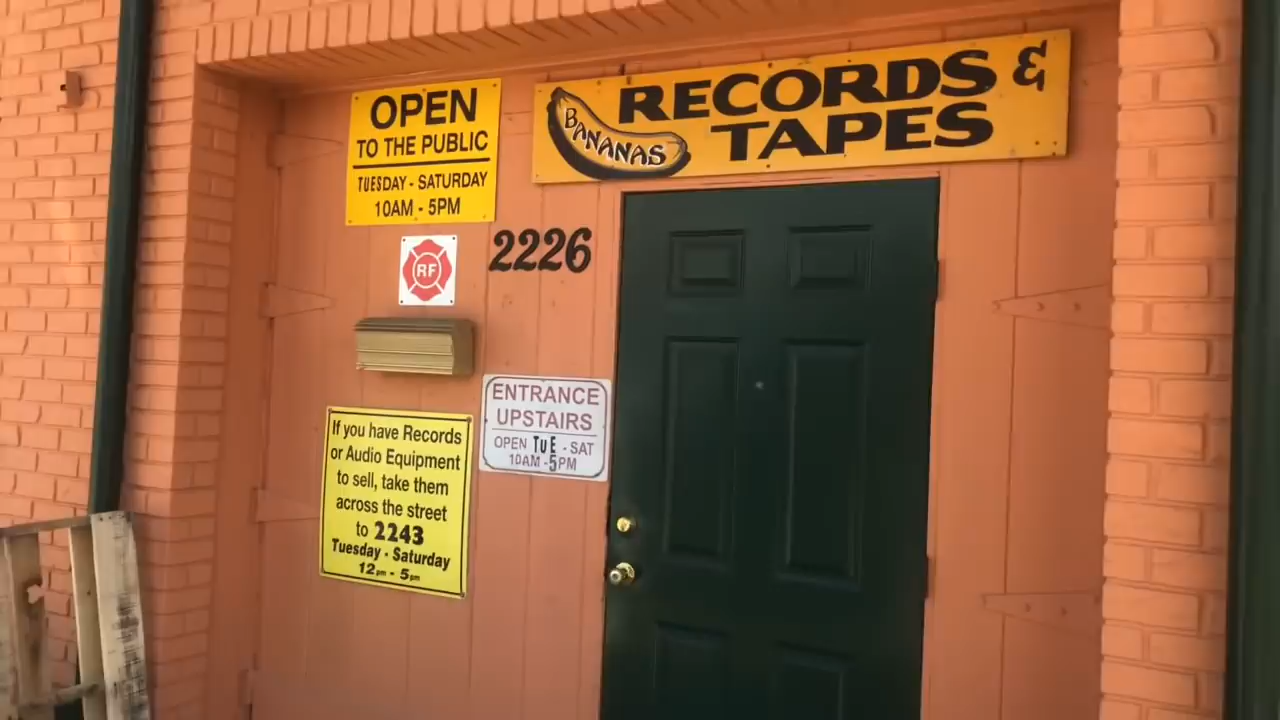 OPEN
TO THE PUBLIC
TUESDAY - SATURDAY
10AM - 5PM
BANANAS
RECORDS &
TAPES
RF
2226
ENTRANCE
UPSTAIRS
OPEN TUE - SAT
10AM - 5PM
If you have Records
or Audio Equipment
to sell, take them
across the street
to 2243
Tuesday - Saturday
12pm - 5pm